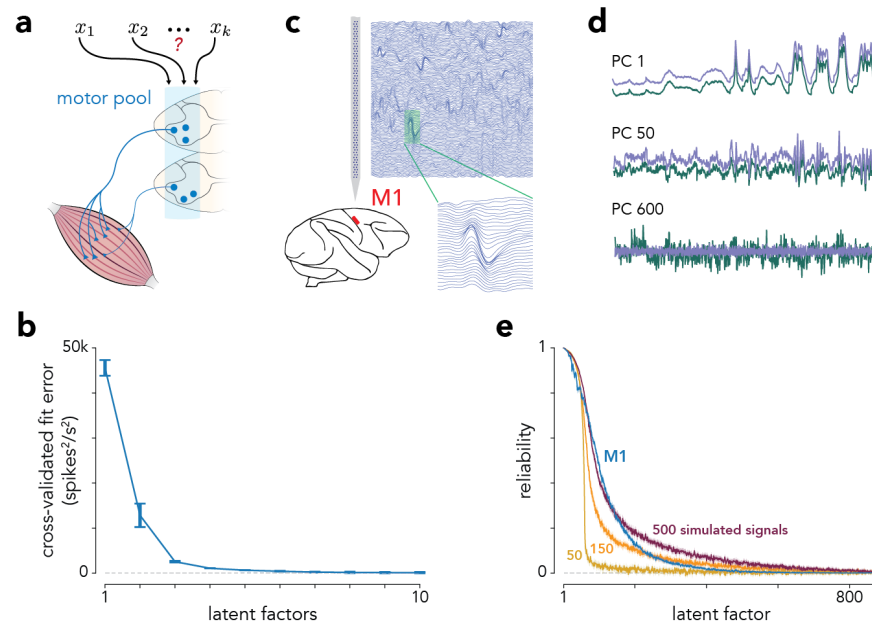 a
x1 x2 ••• xk
?
motor pool
c
M1
d
PC 1
PC 50
PC 600
b
50k
0
cross-validated fit error
(spikes²/s²)
1
10
latent factors
e
1
0
reliability
M1
500 simulated signals
150
50
1
800
latent factor